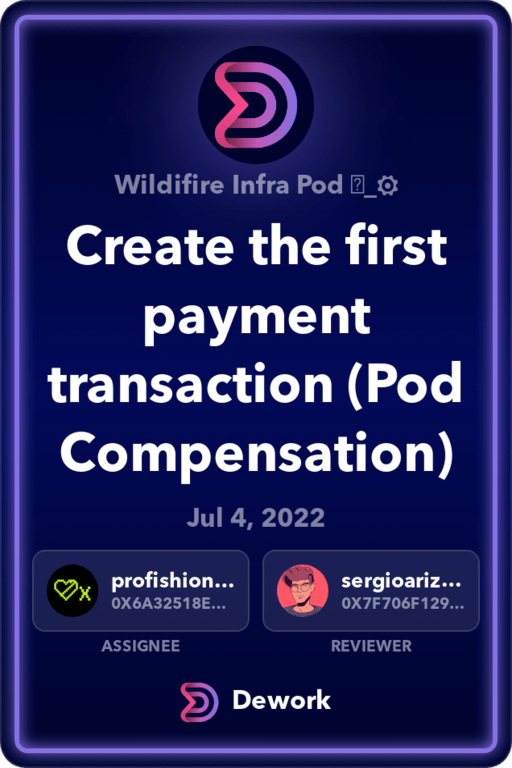 Wildifire Infra Pod ⍰_⚙
Create the first
payment
transaction (Pod
Compensation)
Jul 4, 2022
profishion...
0X6A32518E...
sergioariz...
0X7F706F129...
ASSIGNEE
REVIEWER
Dework